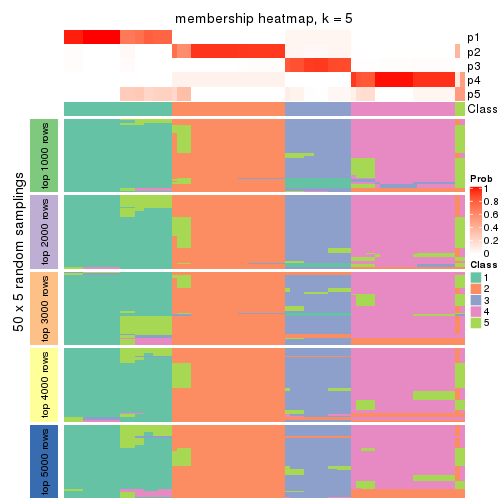 membership heatmap, k = 5
p1
p2
p3
p4
p5
Class
50 x 5 random samplings
top 1000 rows
top 2000 rows
top 3000 rows
top 4000 rows
top 5000 rows
Prob
1
0.8
0.6
0.4
0.2
0
Class
1
2
3
4
5